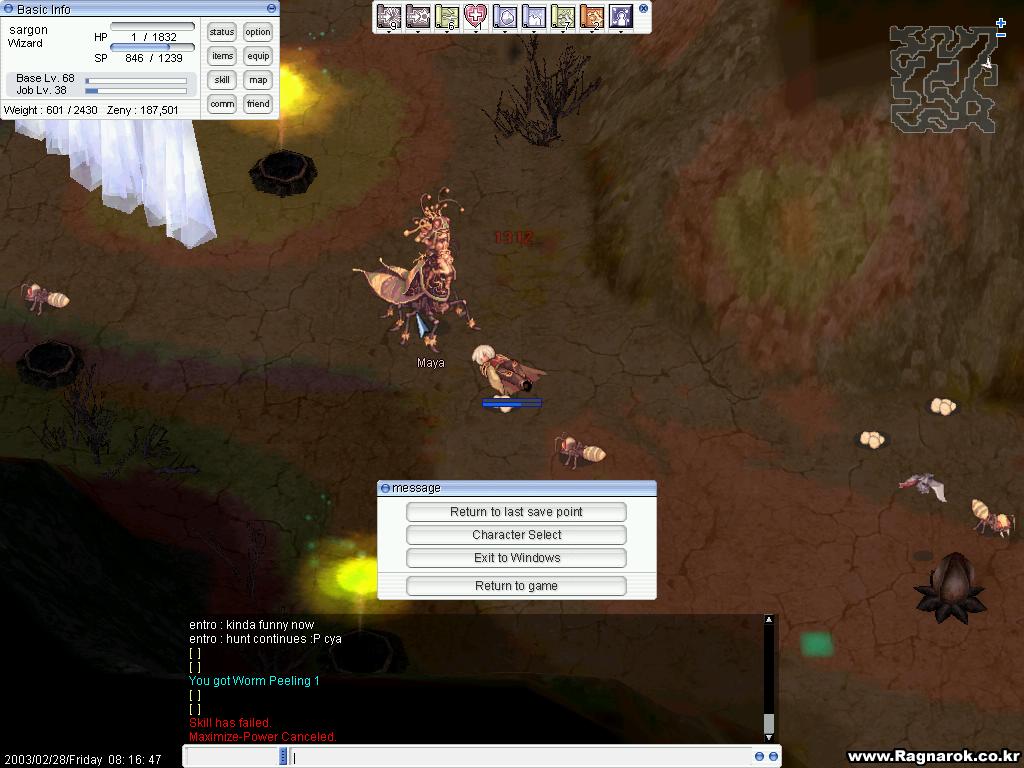 Basic Info
sargon
Wizard
HP 1 / 1832
SP 846 / 1239
Base Lv. 68
Job Lv. 38
Weight : 601 / 2430 Zeny : 187,501
status option
items equip
skill map
comm friend
1312
Maya
message
Return to last save point
Character Select
Exit to Windows
Return to game
entro : kinda funny now
entro : hunt continues :P cya
[ ]
[ ]
You got Worm Peeling 1
[ ]
[ ]
Skill has failed.
Maximize-Power Canceled.
2003/02/28/Friday 08:16:47
www.Ragnarok.co.kr